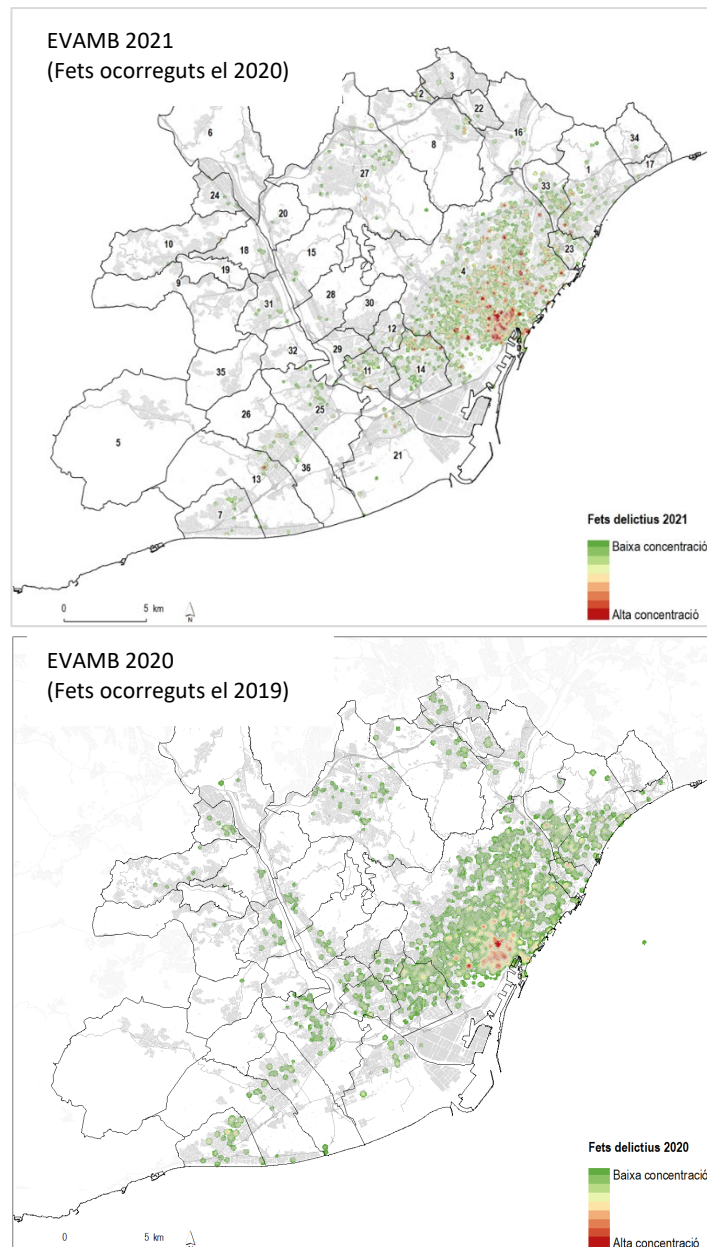 EVAMB 2021
(Fets ocorreguts el 2020)
3
2
22
6
8
16
34
1
17
27
33
24
20
23
10
18
15
4
19
9
28
31
30
12
32
29
35
11
14
25
26
5
21
36
13
7
Fets delictius 2021
Baixa concentració
Alta concentració
0 5 km
N
EVAMB 2020
(Fets ocorreguts el 2019)
Fets delictius 2020
Baixa concentració
Alta concentració
0 5 km
N